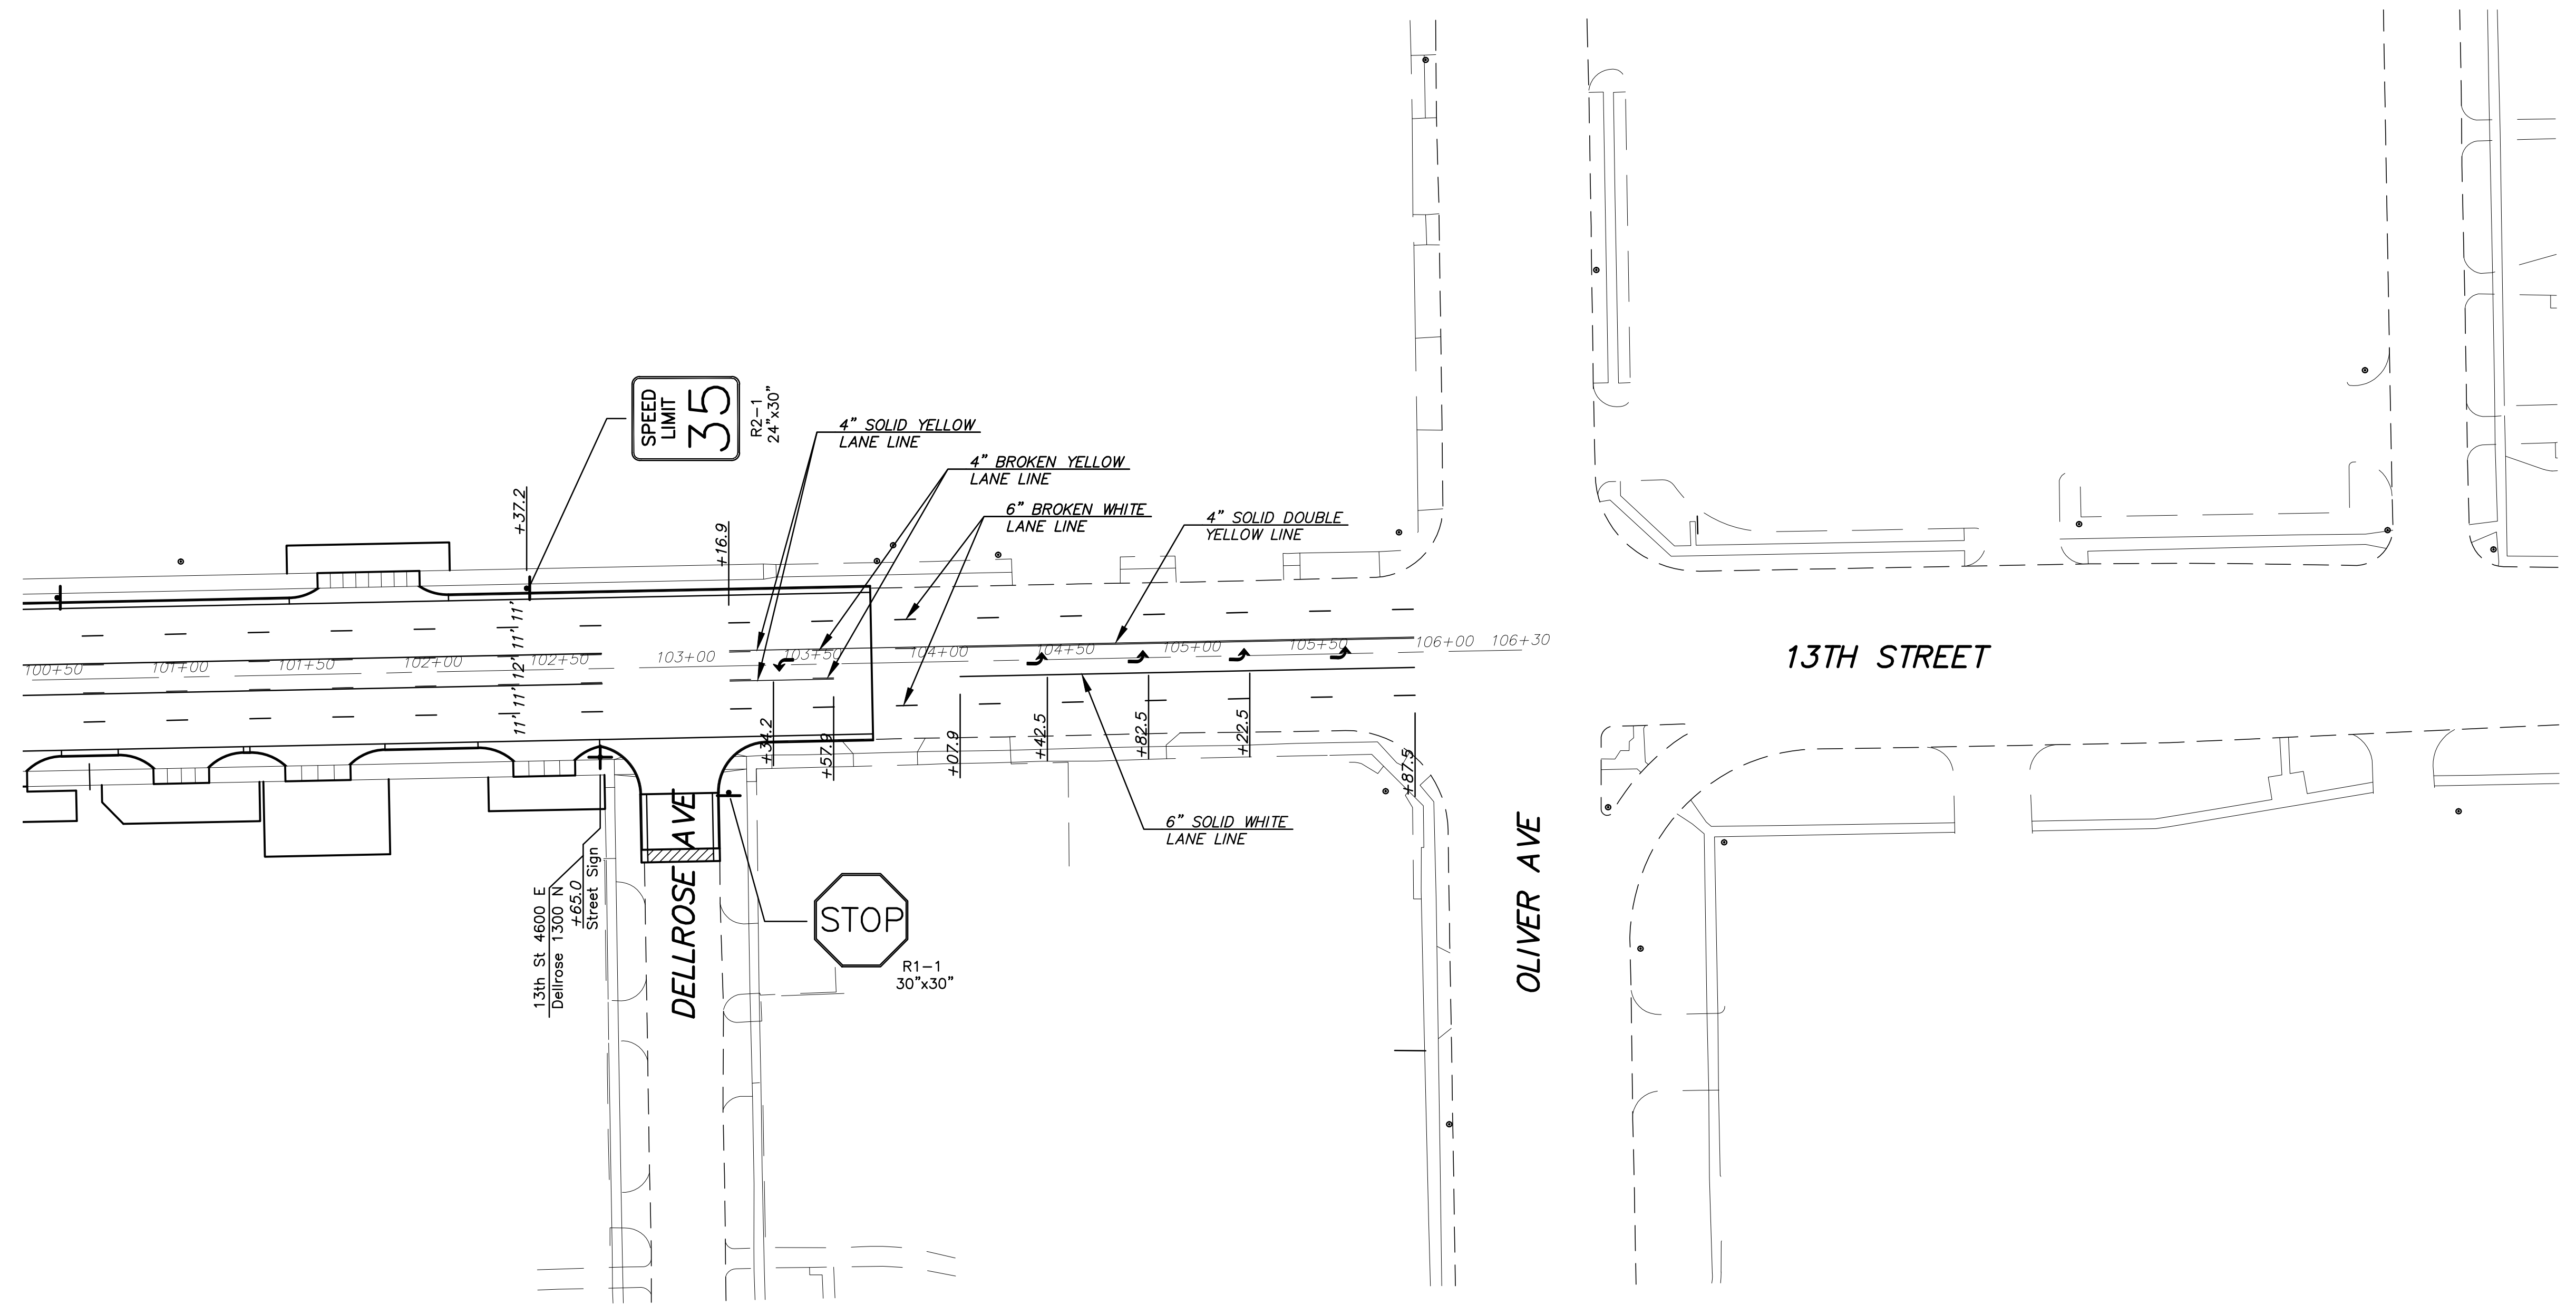 SPEED
LIMIT
35
R2-1
24"x30"
4" SOLID YELLOW
LANE LINE
4" BROKEN YELLOW
LANE LINE
6" BROKEN WHITE
LANE LINE
4" SOLID DOUBLE
YELLOW LINE
+37.2
+16.9
11' 11' 12' 11' 11'
100+50
101+00
101+50
102+00
102+50
103+00
103+50
104+00
104+50
105+00
105+50
106+00
106+30
13TH STREET
+34.2
+57.9
+07.9
+42.5
+82.5
+22.5
+87.5
6" SOLID WHITE
LANE LINE
DELLROSE AVE
OLIVER AVE
13th St 4600 E
Dellrose 1300 N
+65.0
Street Sign
STOP
R1-1
30"x30"